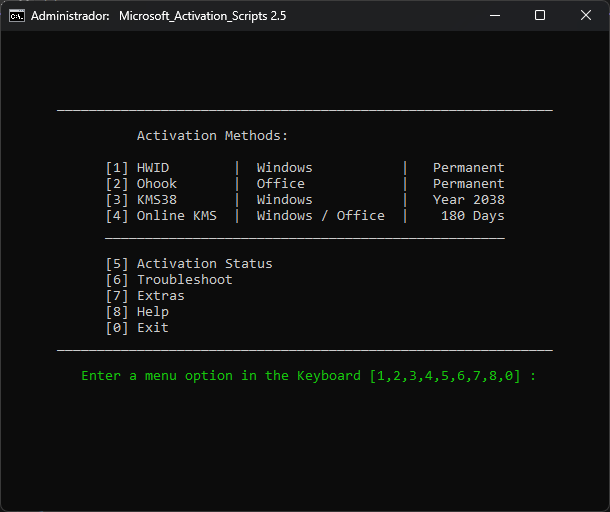 Administrador: Microsoft_Activation_Scripts 2.5
Activation Methods:
[1] HWID | Windows | Permanent
[2] Ohook | Office | Permanent
[3] KMS38 | Windows | Year 2038
[4] Online KMS | Windows / Office | 180 Days
[5] Activation Status
[6] Troubleshoot
[7] Extras
[8] Help
[0] Exit
Enter a menu option in the Keyboard [1,2,3,4,5,6,7,8,0] :